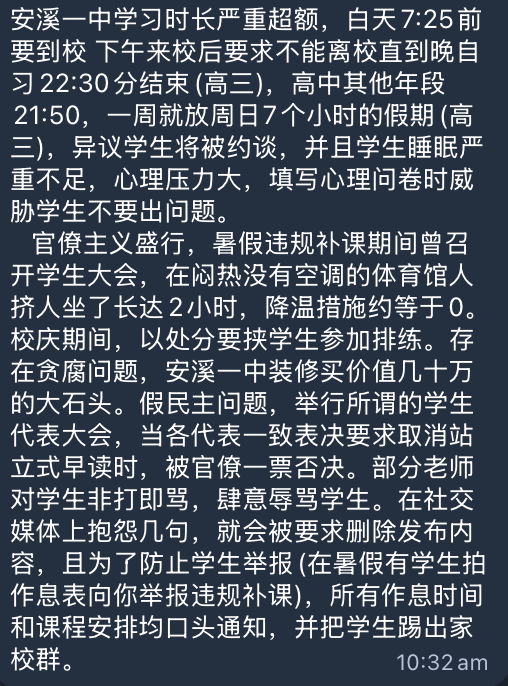 安溪一中学习时长严重超额，白天7:25前
要到校 下午来校后要求不能离校直到晚自
习22:30分结束(高三)，高中其他年段
21:50，一周就放周日7个小时的假期(高
三)，异议学生将被约谈，并且学生睡眠严
重不足，心理压力大，填写心理问卷时威
胁学生不要出问题。
官僚主义盛行，暑假违规补课期间曾召
开学生大会，在闷热没有空调的体育馆人
挤人坐了长达2小时，降温措施约等于0。
校庆期间，以处分要挟学生参加排练。存
在贪腐问题，安溪一中装修买价值几十万
的大石头。假民主问题，举行所谓的学生
代表大会，当各代表一致表决要求取消站
立式早读时，被官僚一票否决。部分老师
对学生非打即骂，肆意辱骂学生。在社交
媒体上抱怨几句，就会被要求删除发布内
容，且为了防止学生举报(在暑假有学生拍
作息表向你举报违规补课)，所有作息时间
和课程安排均口头通知，并把学生踢出家
校群。
10:32 am